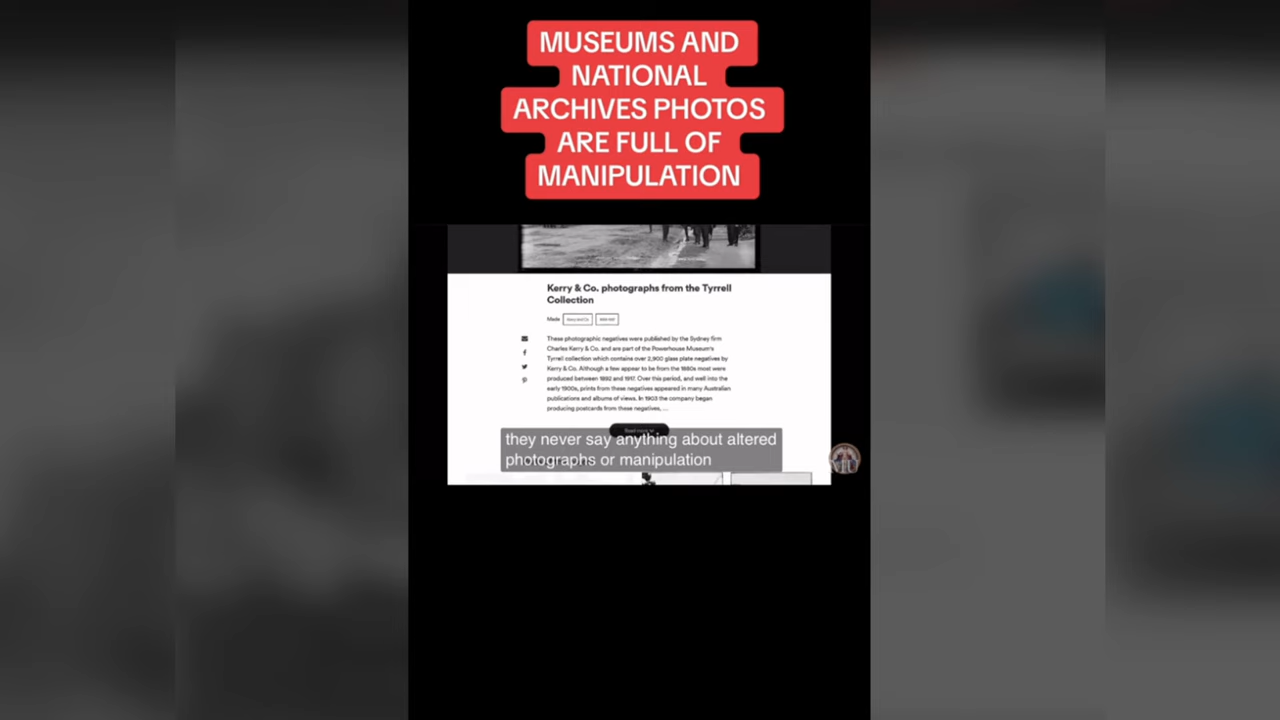 MUSEUMS AND
NATIONAL
ARCHIVES PHOTOS
ARE FULL OF
MANIPULATION
Kerry & Co. photographs from the Tyrrell
Collection
Made
Kerry and Co
These photographic negatives were published by the Sydney firm
Charles Kerry & Co. and are part of the Powerhouse Museum's
Tyrrell collection which contains over 2,900 glass plate negatives by
Kerry & Co. Although a few appear to be from the 1880s most were
produced between 1892 and 1917. Over this period, and well into the
early 1900s, prints from these negatives appeared in many Australian
publications and albums of views. In 1903 the company began
producing postcards from these negatives, ...
Read more
they never say anything about altered
photographs or manipulation